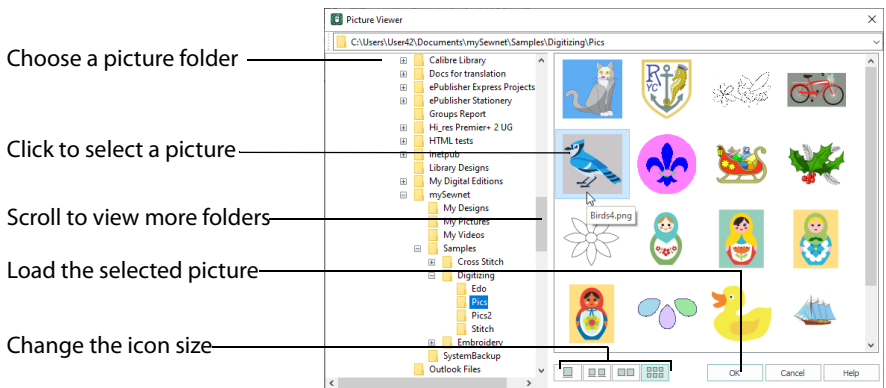 Picture Viewer
C:\Users\User42\Documents\mySewnet\Samples\Digitizing\Pics
Choose a picture folder
Click to select a picture
Scroll to view more folders
Load the selected picture
Change the icon size
Calibre Library
Docs for translation
ePublisher Express Projects
ePublisher Stationery
Groups Report
Hi_res Premier+ 2 UG
HTML tests
Inetpub
Library Designs
My Digital Editions
mySewnet
My Designs
My Pictures
My Videos
Samples
Cross Stitch
Digitizing
Edo
Pics
Pics2
Stitch
Embroidery
SystemBackup
Outlook Files
R
YC
Birds4.png
OK
Cancel
Help